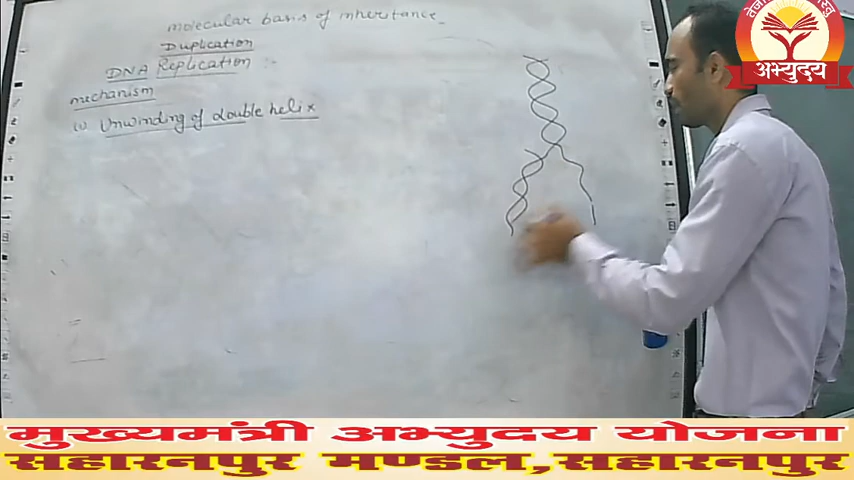 molecular basis of inheritance
Duplication
DNA Replication :-
mechanism
(i) Unwinding of double helix
अभ्युदय
मुख्यमंत्री अभ्युदय योजना
सहारनपुर मण्डल,सहारनपुर